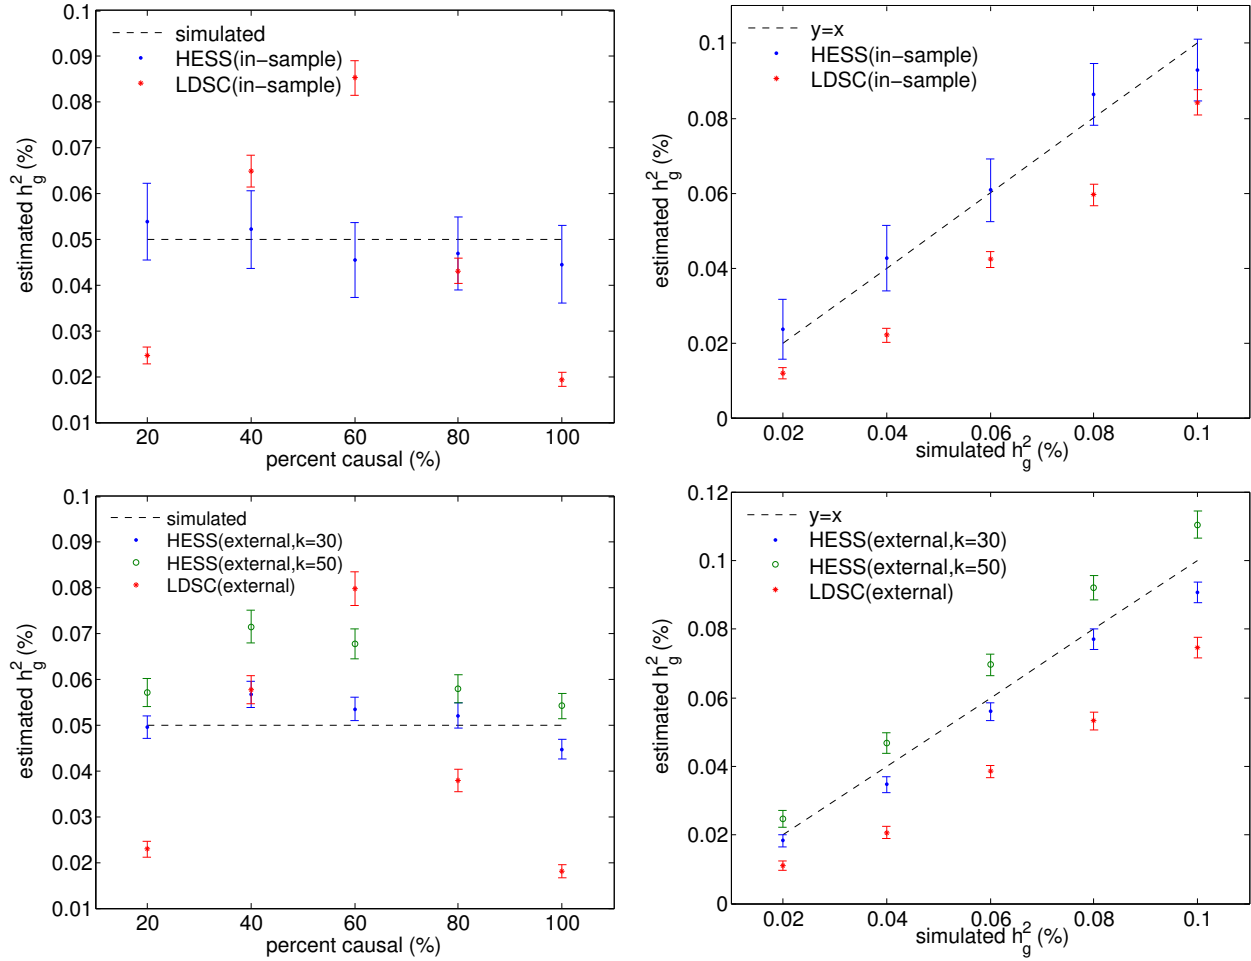 0.1
0.09
0.08
0.07
0.06
0.05
0.04
0.03
0.02
0.01
estimated h_g^2 (%)
simulated
HESS(in−sample)
LDSC(in−sample)
20 40 60 80 100
percent causal (%)
0.1
0.08
0.06
0.04
0.02
0
estimated h_g^2 (%)
y=x
HESS(in−sample)
LDSC(in−sample)
0.02 0.04 0.06 0.08 0.1
simulated h_g^2 (%)
0.1
0.09
0.08
0.07
0.06
0.05
0.04
0.03
0.02
0.01
estimated h_g^2 (%)
simulated
HESS(external,k=30)
HESS(external,k=50)
LDSC(external)
20 40 60 80 100
percent causal (%)
0.12
0.1
0.08
0.06
0.04
0.02
0
estimated h_g^2 (%)
y=x
HESS(external,k=30)
HESS(external,k=50)
LDSC(external)
0.02 0.04 0.06 0.08 0.1
simulated h_g^2 (%)